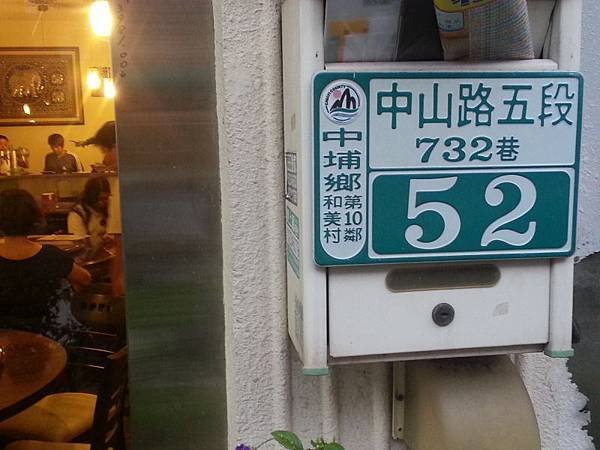 中山路五段
732巷
52
中埔鄉
和美村
第10鄰